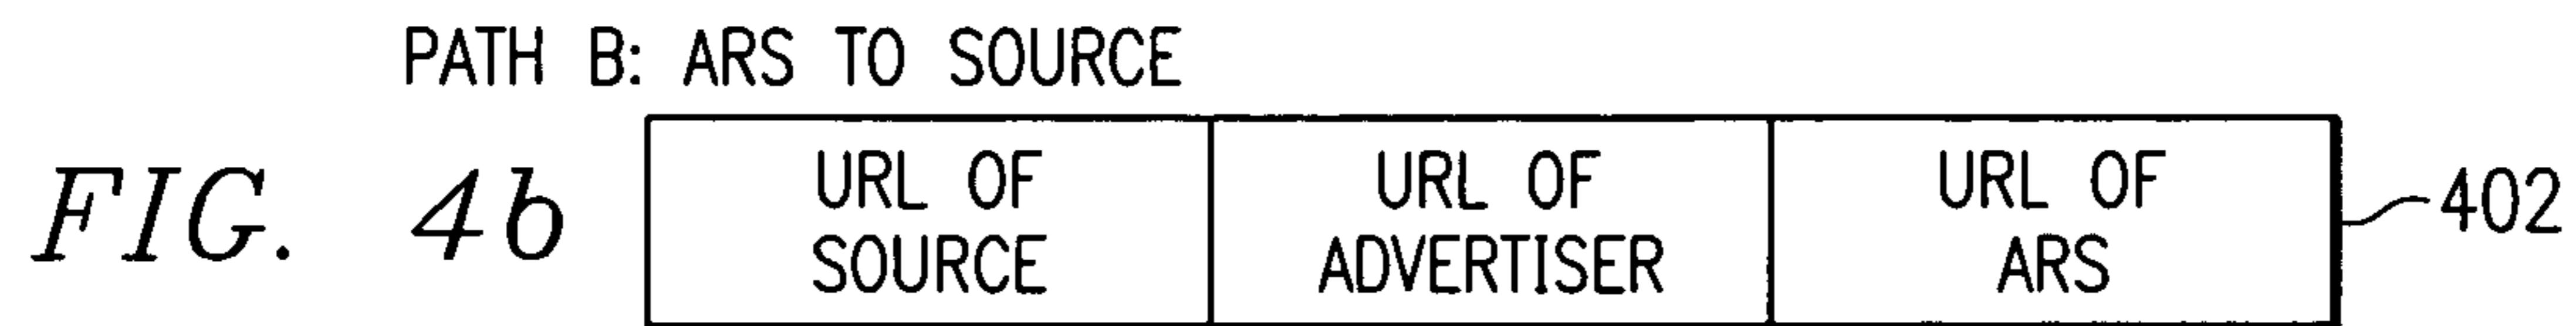 PATH B: ARS TO SOURCE
FIG. 4b
URL OF
SOURCE
URL OF
ADVERTISER
URL OF
ARS
402